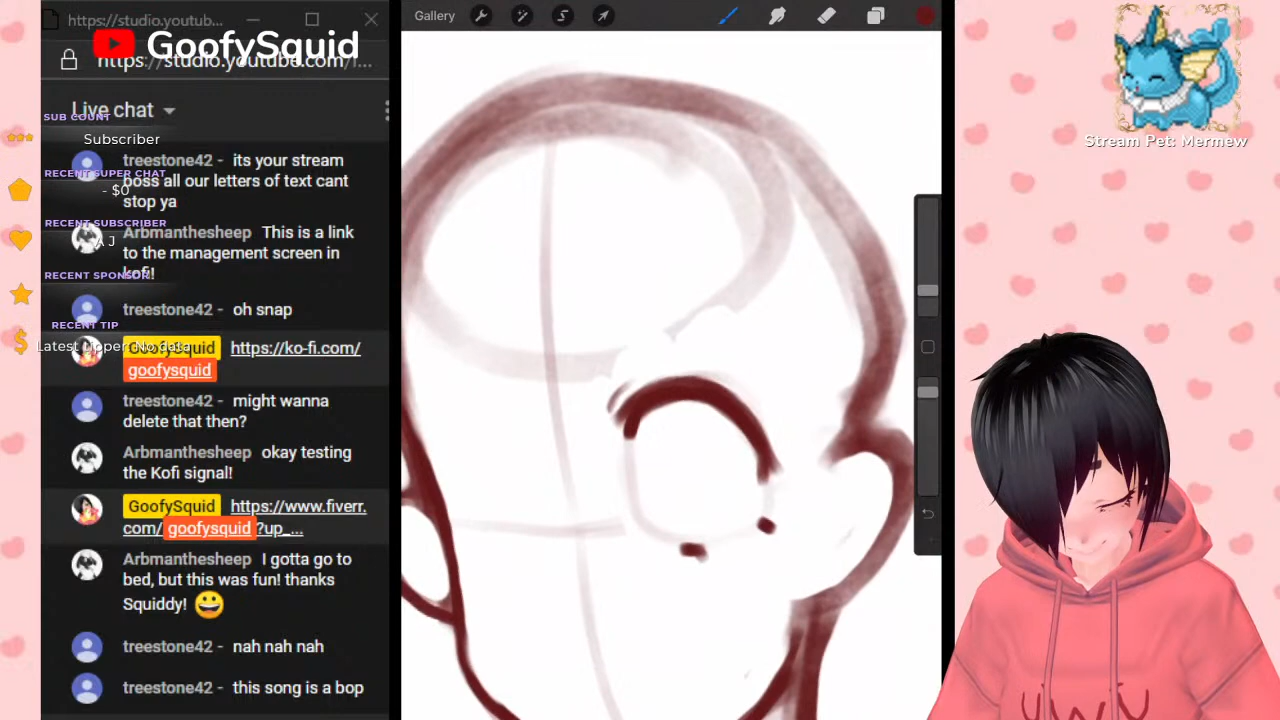 https://studio.youtub...
GoofySquid
https://studio.youtube.com/l...
Live chat
SUB COUNT
Subscriber
treestone42 - its your stream
boss all our letters of text cant
stop ya
RECENT SUPER CHAT
- $0
RECENT SUBSCRIBER
A J
Arbmanthesheep This is a link
to the management screen in
kofi!
RECENT SPONSOR
treestone42 - oh snap
RECENT TIP
Latest Tipper: No data
GoofySquid https://ko-fi.com/
goofysquid
treestone42 - might wanna
delete that then?
Arbmanthesheep okay testing
the Kofi signal!
GoofySquid https://www.fiverr.
com/goofysquid?up_...
Arbmanthesheep I gotta go to
bed, but this was fun! thanks
Squiddy! 😀
treestone42 - nah nah nah
treestone42 - this song is a bop
Gallery
Stream Pet: Mermew
UwU